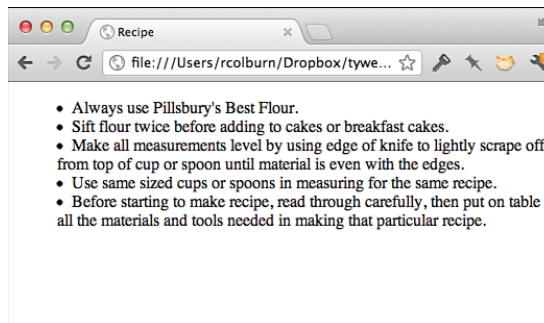 Recipe
file:///Users/rcolburn/Dropbox/tywe...
• Always use Pillsbury's Best Flour.
• Sift flour twice before adding to cakes or breakfast cakes.
• Make all measurements level by using edge of knife to lightly scrape off
from top of cup or spoon until material is even with the edges.
• Use same sized cups or spoons in measuring for the same recipe.
• Before starting to make recipe, read through carefully, then put on table
all the materials and tools needed in making that particular recipe.